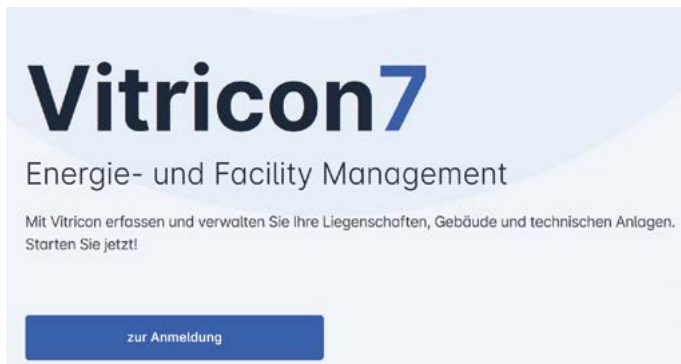 Vitricon7
Energie- und Facility Management
Mit Vitricon erfassen und verwalten Sie Ihre Liegenschaften, Gebäude und technischen Anlagen.
Starten Sie jetzt!
zur Anmeldung